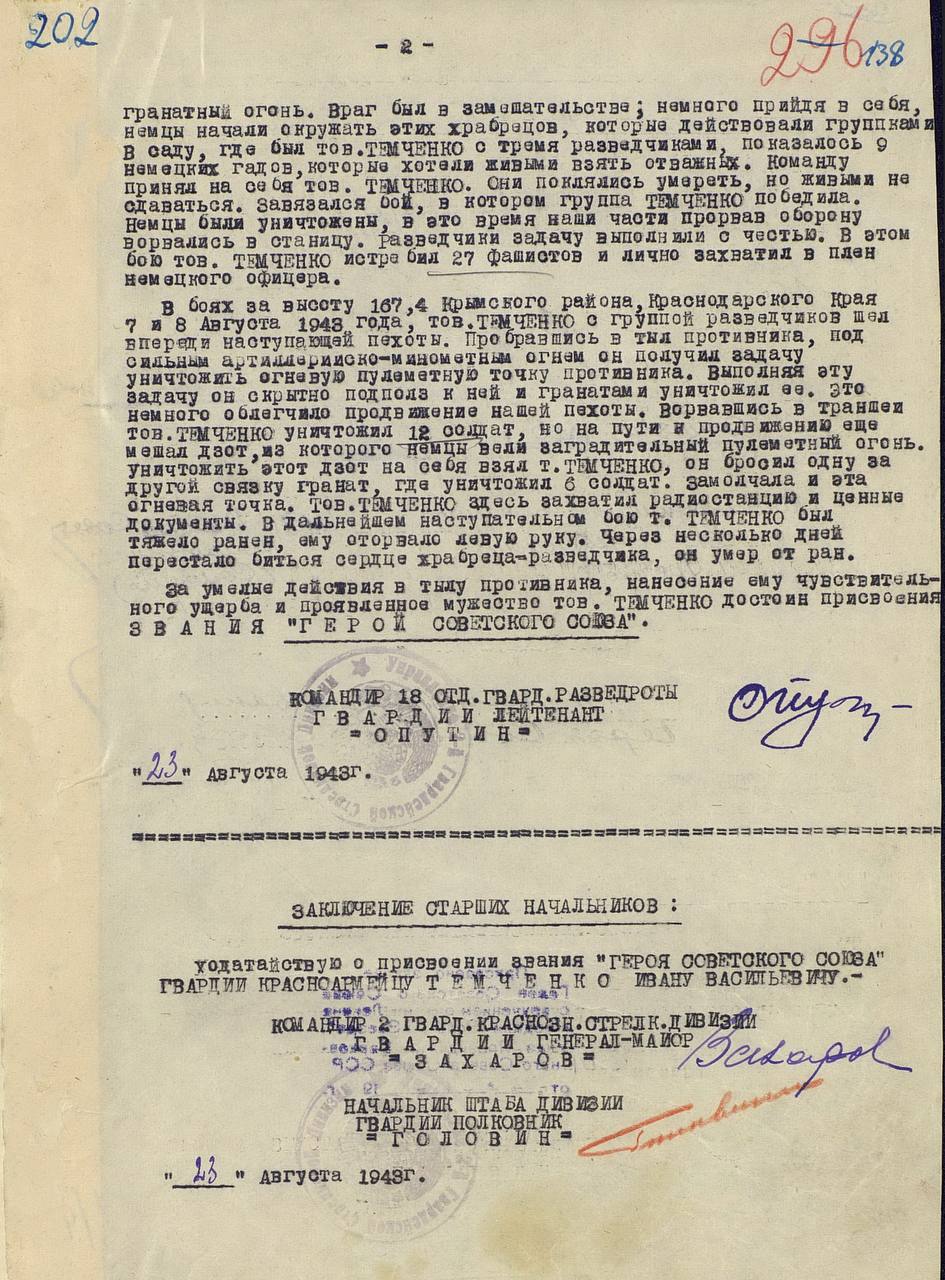 202
- 2 -
296
138
гранатный огонь. Враг был в замешательстве; немного прийдя в себя,
немцы начали окружать этих храбрецов, которые действовали группками
В саду, где был тов.ТЕМЧЕНКО с тремя разведчиками, показалось 9
немецких гадов,которые хотели живыми взять отважных. Команду
принял на себя тов. ТЕМЧЕНКО. Они поклялись умереть, но живыми не
сдаваться. Завязался бой, в котором группа ТЕМЧЕНКО победила.
Немцы были уничтожены, в это время наши части прорвав оборону
ворвались в станицу. Разведчики задачу выполнили с честью. В этом
бою тов. ТЕМЧЕНКО истребил 27 фашистов и лично захватил в плен
немецкого офицера.
В боях за высоту 167,4 Крымского района,Краснодарского Края
7 и 8 Августа 1943 года, тов.ТЕМЧЕНКО с группой разведчиков шел
впереди наступающей пехоты. Пробравшись в тыл противника, под
сильным артиллерийско-минометным огнем он получил задачу
уничтожить огневую пулеметную точку противника. Выполняя эту
задачу он скрытно подполз к ней и гранатами уничтожил ее. Это
немного облегчило продвижение нашей пехоты. Ворвавшись в траншеи
тов.ТЕМЧЕНКО уничтожил 12 солдат, но на пути к продвижению еще
мешал дзот,из которого немцы вели заградительный пулеметный огонь.
уничтожить этот дзот на себя взял т.ТЕМЧЕНКО, он бросил одну за
другой связку гранат, где уничтожил 6 солдат. Замолчала и эта
огневая точка. Тов.ТЕМЧЕНКО здесь захватил радиостанцию и ценные
документы. В дальнейшем наступательном бою т. ТЕМЧЕНКО был
тяжело ранен, ему оторвало левую руку. Через несколько дней
перестало биться сердце храбреца-разведчика, он умер от ран.
За умелые действия в тылу противника, нанесение ему чувствитель-
ного ущерба и проявленное мужество тов. ТЕМЧЕНКО достоин присвоения
З В А Н И Я "Г Е Р О Й СОВЕТСКОГО СОЮЗА".
КОМАНДИР 18 ОТД.ГВАРД.РАЗВЕДРОТЫ
Г В А Р Д И И ЛЕЙТЕНАНТ
= О П У Т И Н =
"23" Августа 1943г.
ЗАКЛЮЧЕНИЕ СТАРШИХ НАЧАЛЬНИКОВ :
Ходатайствую о присвоении звания "ГЕРОЯ СОВЕТСКОГО СОЮЗА"
ГВАРДИИ КРАСНОАРМЕЙЦУ Т Е М Ч Е Н К О ИВАНУ ВАСИЛЬЕВИЧУ.-
КОМАНДИР 2 ГВАРД.КРАСНОЗН.СТРЕЛК.ДИВИЗИИ
Г В А Р Д И И ГЕНЕРАЛ-МАЙОР
= З А Х А Р О В =
Захаров
НАЧАЛЬНИК ШТАБА ДИВИЗИИ
ГВАРДИИ ПОЛКОВНИК
= Г О Л О В И Н =
" 23 " Августа 1943г.